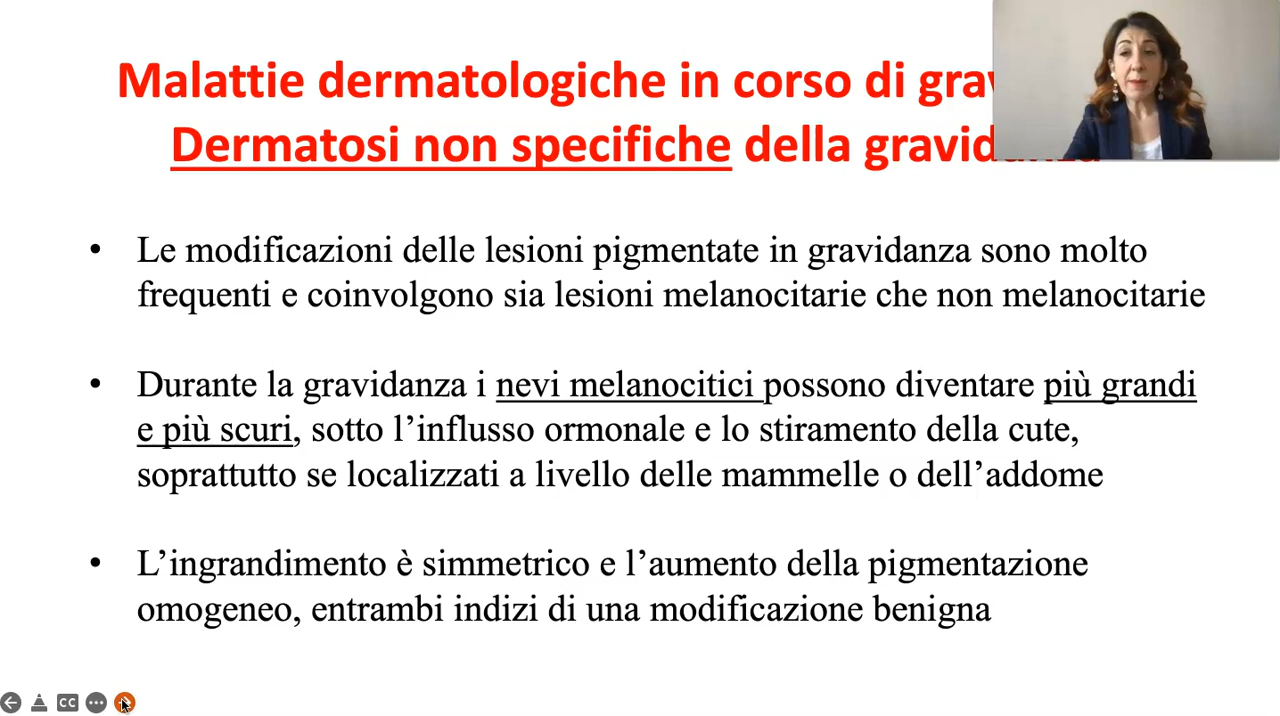 Malattie dermatologiche in corso di
Dermatosi non specifiche della
• Le modificazioni delle lesioni pigmentate in gravidanza sono molto
frequenti e coinvolgono sia lesioni melanocitarie che non melanocitarie
• Durante la gravidanza i nevi melanocitici possono diventare più grandi
e più scuri, sotto l’influsso ormonale e lo stiramento della cute,
soprattutto se localizzati a livello delle mammelle o dell’addome
• L’ingrandimento è simmetrico e l’aumento della pigmentazione
omogeneo, entrambi indizi di una modificazione benigna
CC